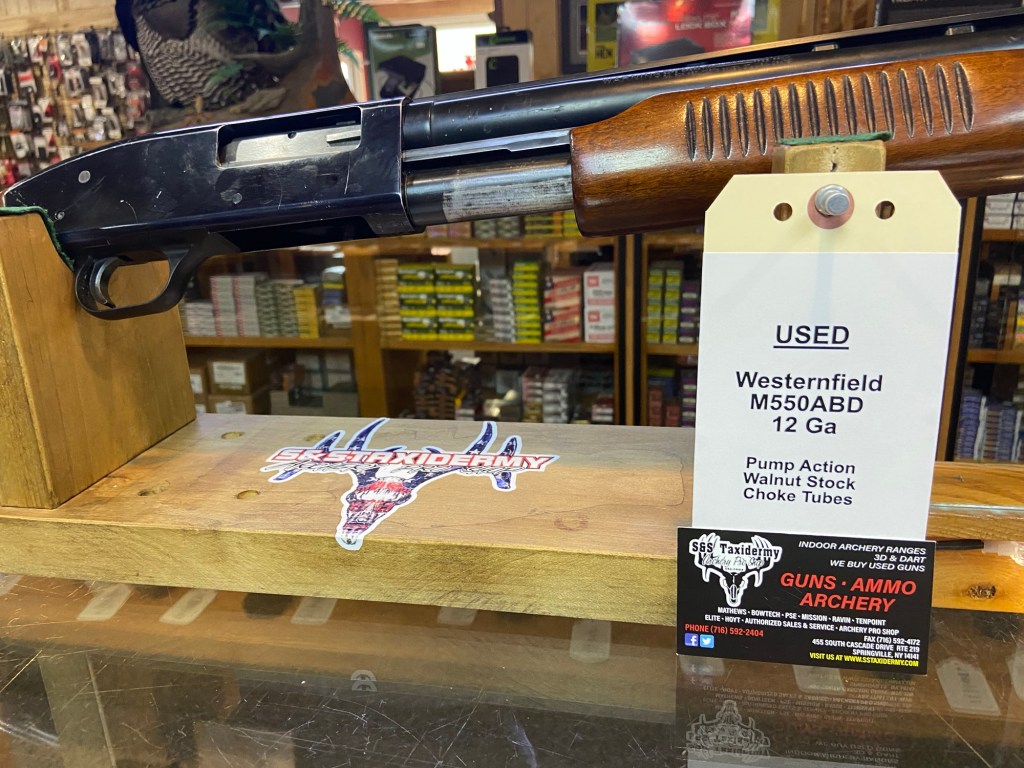 USED
Westernfield
M550ABD
12 Ga
Pump Action
Walnut Stock
Choke Tubes
S&S TAXIDERMY
S&S Taxidermy
INDOOR ARCHERY RANGES
3D & DART
WE BUY USED GUNS
GUNS · AMMO
ARCHERY
MATHEWS · BOWTECH · PSE · MISSION · RAVIN · TENPOINT
ELITE · HOYT · AUTHORIZED SALES & SERVICE · ARCHERY PRO SHOP
PHONE (716) 592-2404
FAX (716) 592-4172
455 SOUTH CASCADE DRIVE RTE 219
SPRINGVILLE, NY 14141
VISIT US AT WWW.SSTAXIDERMY.COM